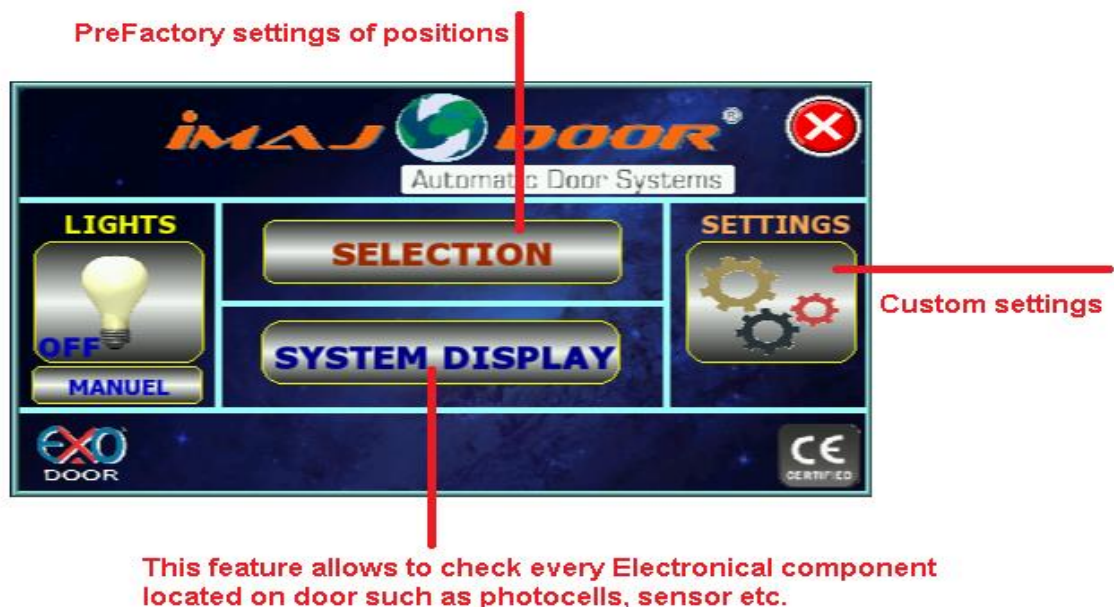 PreFactory settings of positions
İMAJ DOOR®
Automatic Door Systems
LIGHTS
OFF
MANUEL
SELECTION
SYSTEM DISPLAY
SETTINGS
Custom settings
EXO
DOOR
CE
CERTIFIED
This feature allows to check every Electronical component
located on door such as photocells, sensor etc.